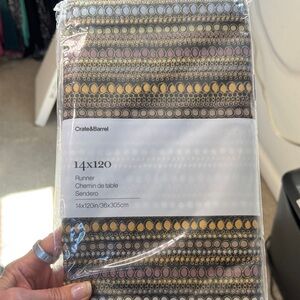 Crate&Barrel
14x120
Runner
Chemin de table
Sendero
14x120in/36x305cm